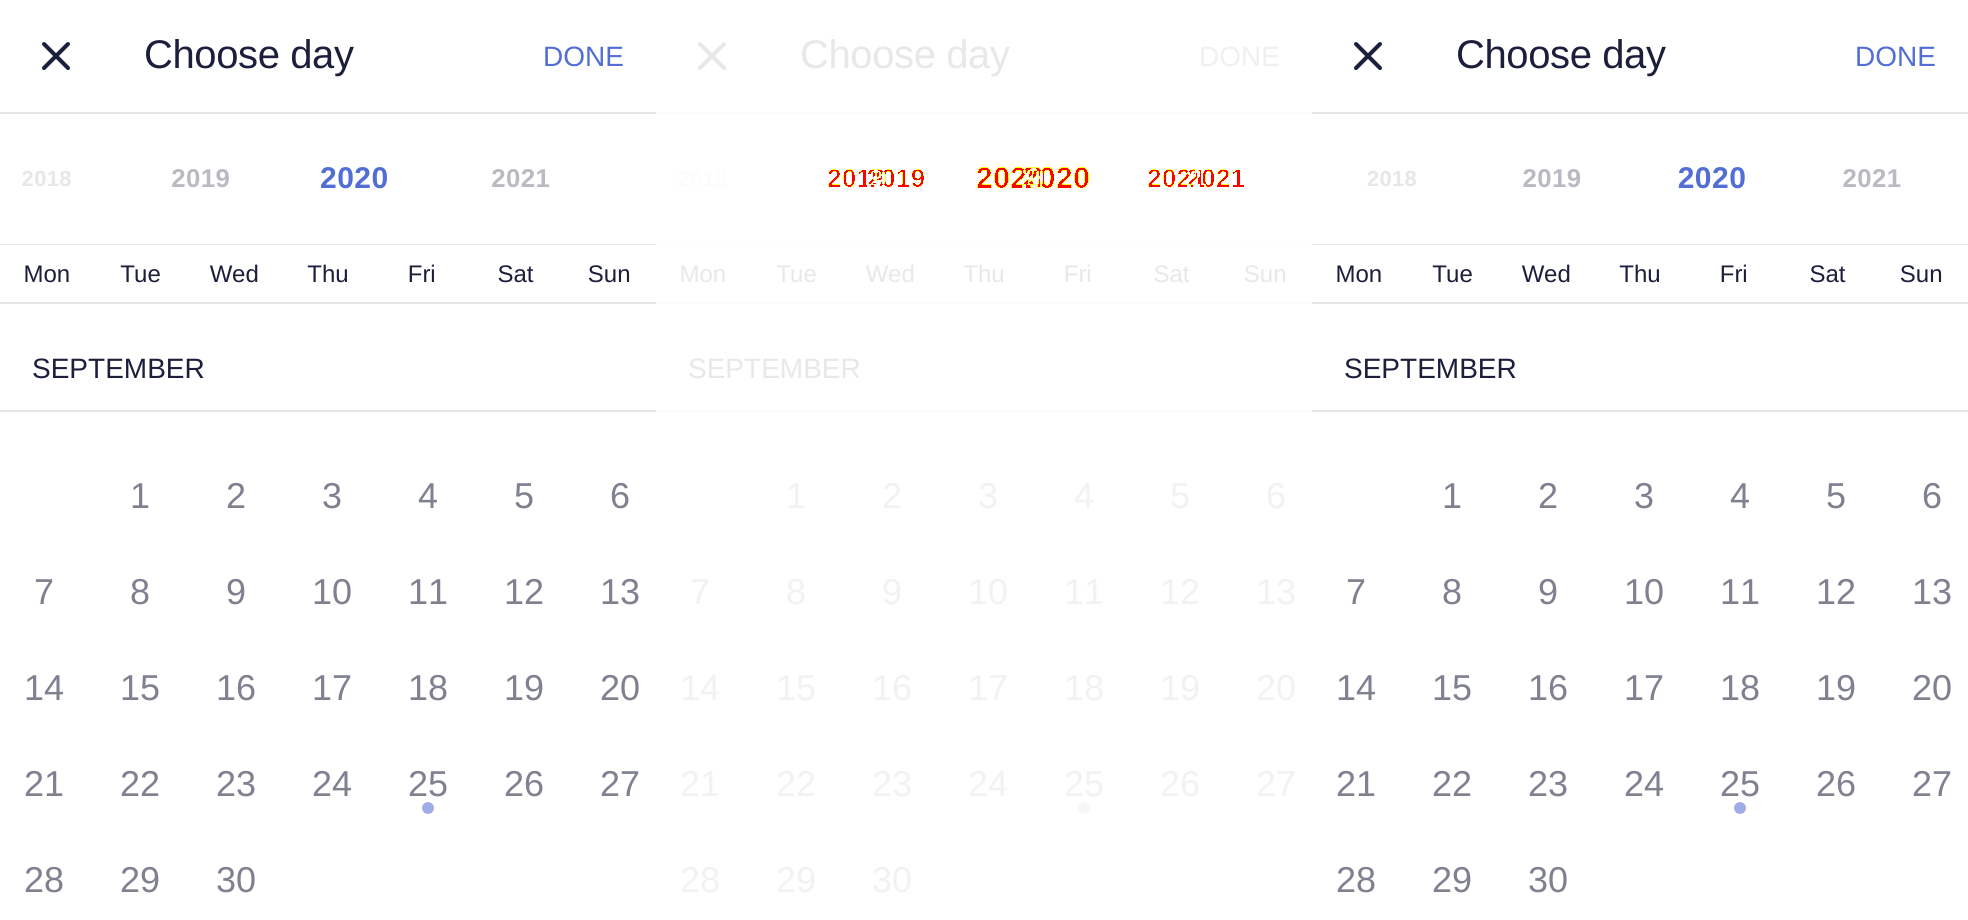 Choose day DONE Choose day DONE Choose day DONE
2018 2019 2020 2021 2018 2019 2019 2020 2020 2021 2021 2018 2019 2020 2021
Mon Tue Wed Thu Fri Sat Sun Mon Tue Wed Thu Fri Sat Sun Mon Tue Wed Thu Fri Sat Sun
SEPTEMBER SEPTEMBER SEPTEMBER
1 2 3 4 5 6 1 2 3 4 5 6 1 2 3 4 5 6
7 8 9 10 11 12 13 7 8 9 10 11 12 13 7 8 9 10 11 12 13
14 15 16 17 18 19 20 14 15 16 17 18 19 20 14 15 16 17 18 19 20
21 22 23 24 25 26 27 21 22 23 24 25 26 27 21 22 23 24 25 26 27
28 29 30 28 29 30 28 29 30